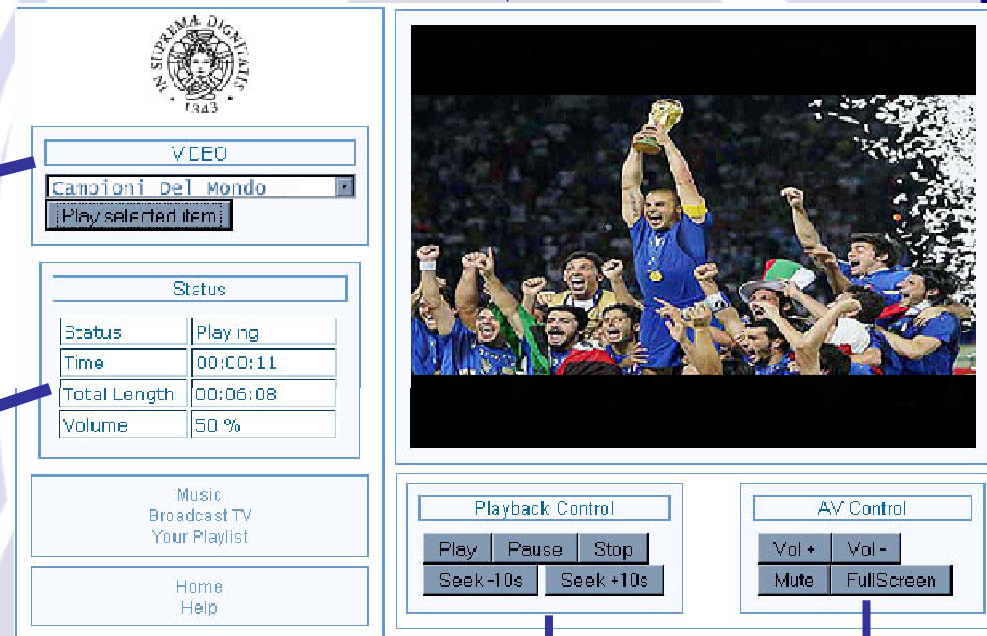 IN SUPREMÆ DIGNITATIS
1343
VIDEO
Campioni Del Mondo
Play selected item
Status
Status Playing
Time 00:00:11
Total Length 00:06:08
Volume 50 %
Music
Broadcast TV
Your Playlist
Home
Help
Playback Control
Play Pause Stop
Seek -10s Seek +10s
AV Control
Vol + Vol -
Mute FullScreen